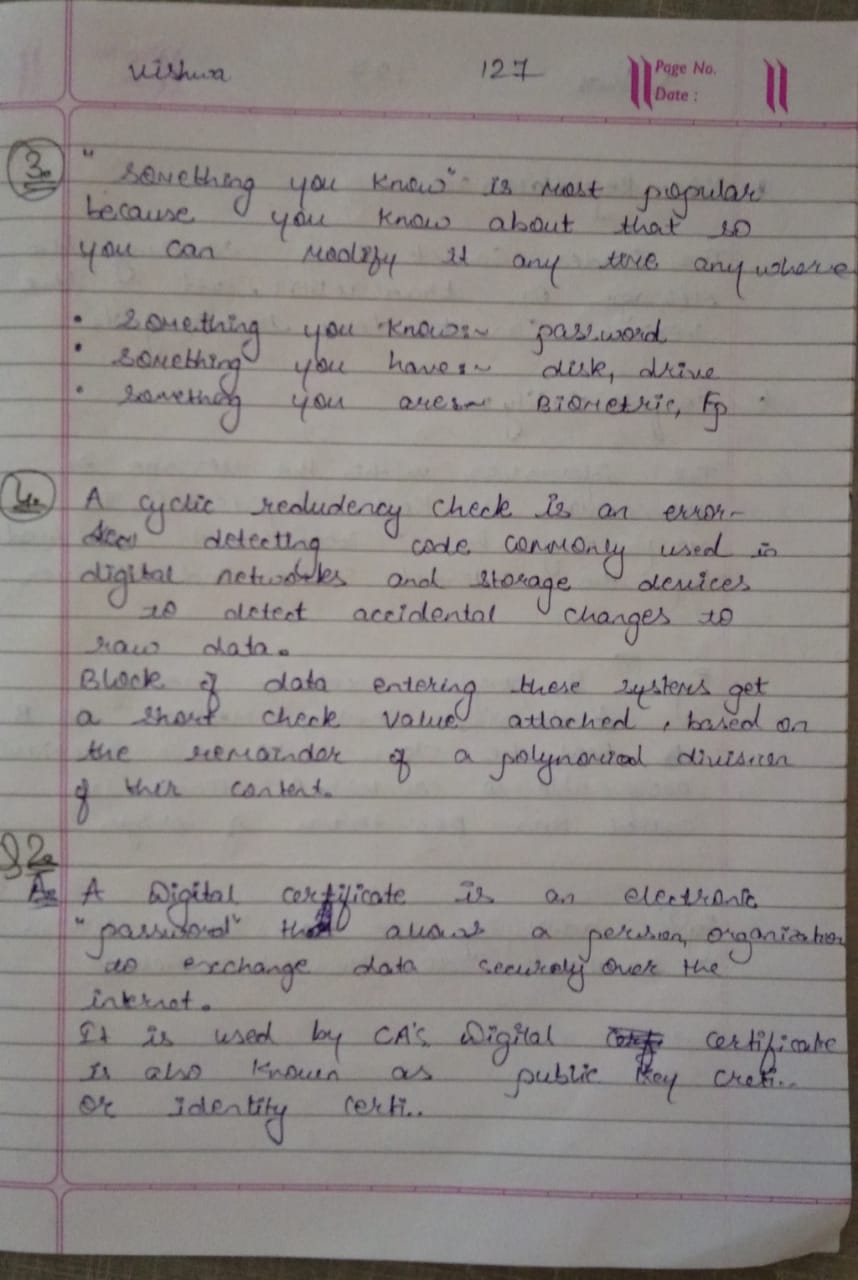 Vishwa 127 Page No.
Date :
3. "Something you know" is most popular
because you know about that so
you can modify it any time anywhere
• Something you know:~ password
• Something you have:~ disk, drive
• Somethog you are:~ Biometric, Fp
4. A cyclic reduduency check is an error-
detecting code commonly used in
digital networks and storage devices
to detect accidental changes to
raw data.
Block of data entering these systems get
a short check value attached, based on
the remainder of a polynomial division
of their content.
Q2.
A: A Digital certificate is an electronic
"password" that allows a person, organization
to exchange data securely over the
internet.
It is used by CA's, Digital certificate
is also known as public key creti..
or identity certi..